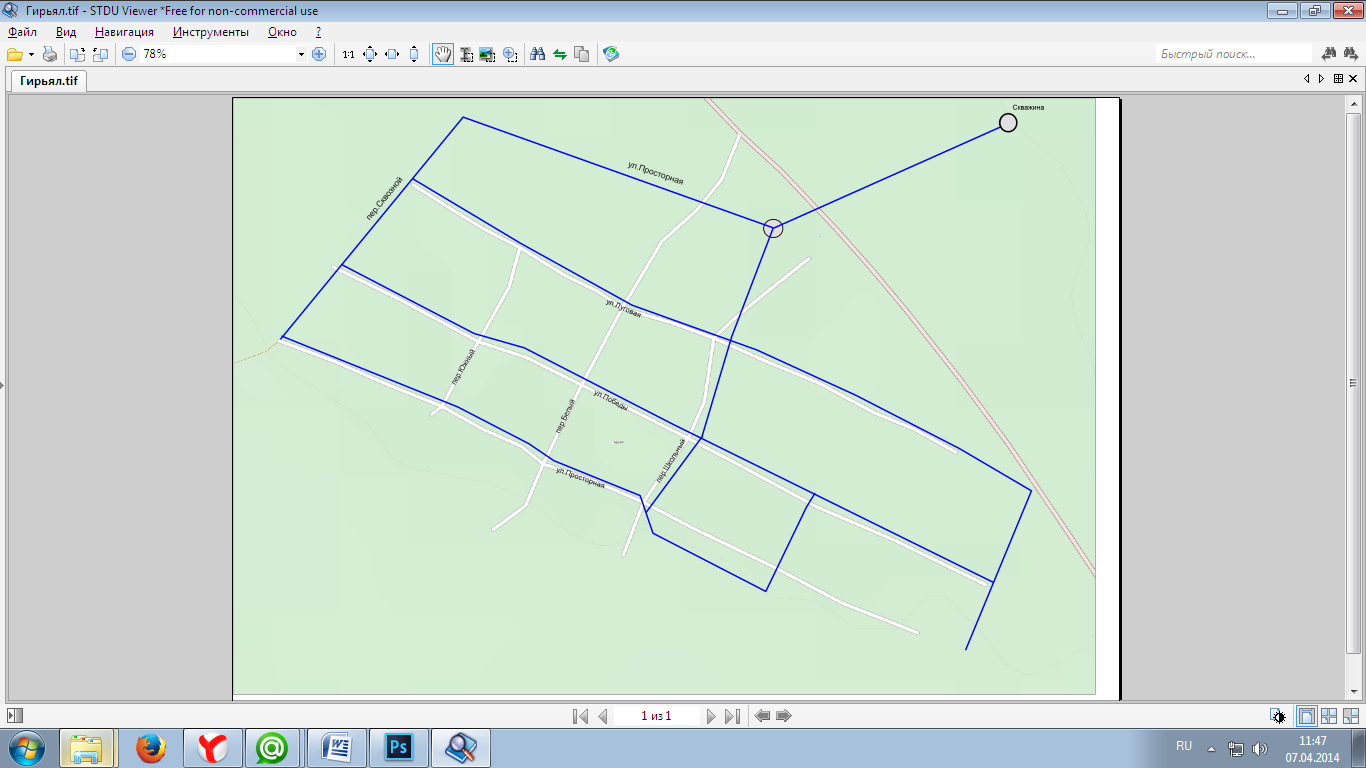 Гирьял.tif - STDU Viewer *Free for non-commercial use
Файл Вид Навигация Инструменты Окно ?
78% 1:1 Быстрый поиск...
Гирьял.tif
Скважина
ул.Просторная
пер.Сквозной
ул.Луговая
пер.Южный
ул.Победы
пер.Белый
пер.Школьный
ул.Просторная
1 из 1
RU 11:47
07.04.2014